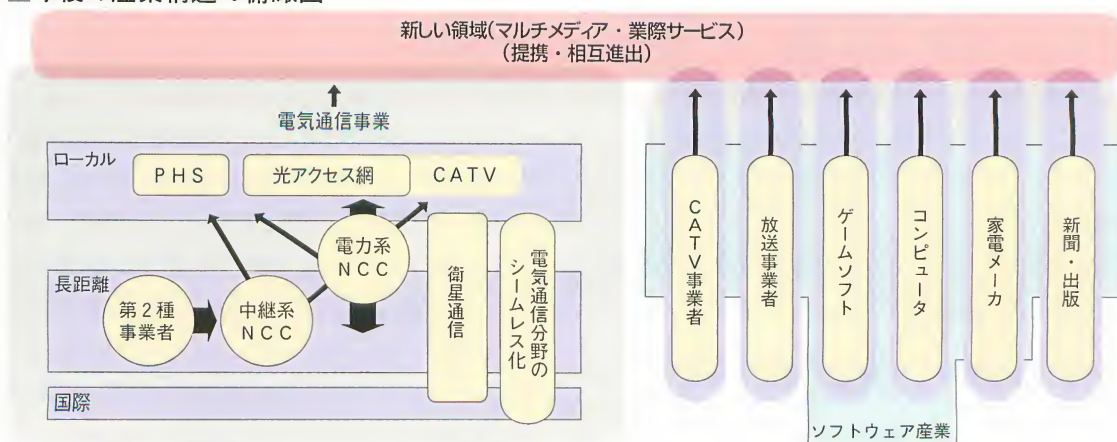 新しい領域(マルチメディア・業際サービス)
(提携・相互進出)
電気通信事業
ローカル
PHS
光アクセス網
CATV
電力系
NCC
長距離
第2種
事業者
中継系
NCC
衛星通信
電気通信分野の
シームレス化
国際
CATV事業者
放送事業者
ゲームソフト
コンピュータ
家電メーカ
新聞・出版
ソフトウェア産業